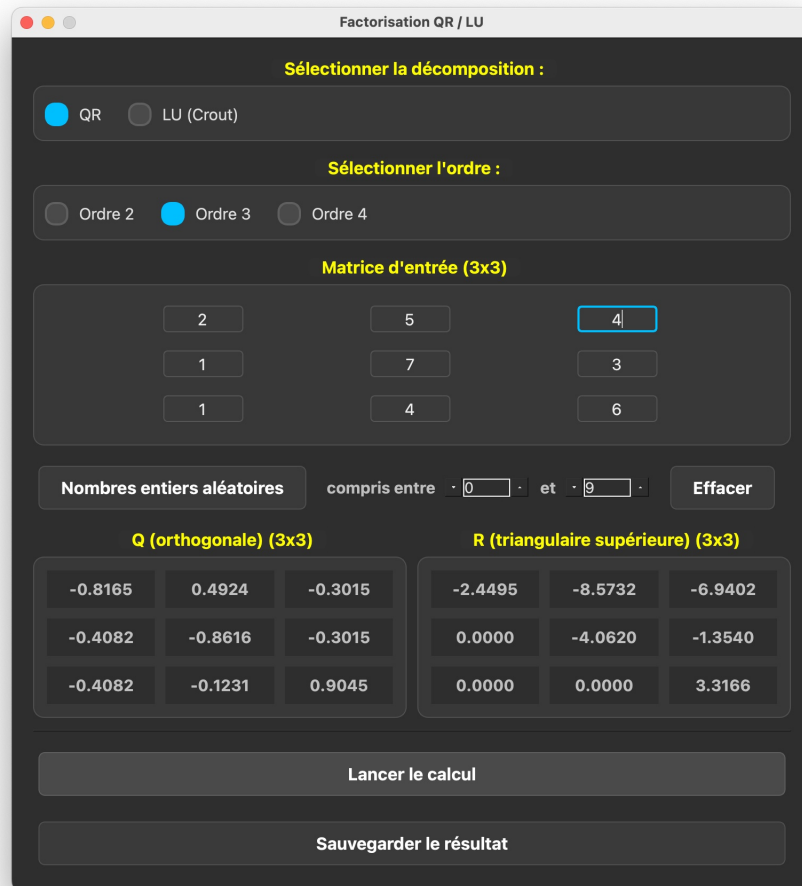 Factorisation QR / LU
Sélectionner la décomposition :
QR LU (Crout)
Sélectionner l'ordre :
Ordre 2 Ordre 3 Ordre 4
Matrice d'entrée (3x3)
2 5 4
1 7 3
1 4 6
Nombres entiers aléatoires compris entre 0 et 9 Effacer
Q (orthogonale) (3x3) R (triangulaire supérieure) (3x3)
-0.8165 0.4924 -0.3015 -2.4495 -8.5732 -6.9402
-0.4082 -0.8616 -0.3015 0.0000 -4.0620 -1.3540
-0.4082 -0.1231 0.9045 0.0000 0.0000 3.3166
Lancer le calcul
Sauvegarder le résultat